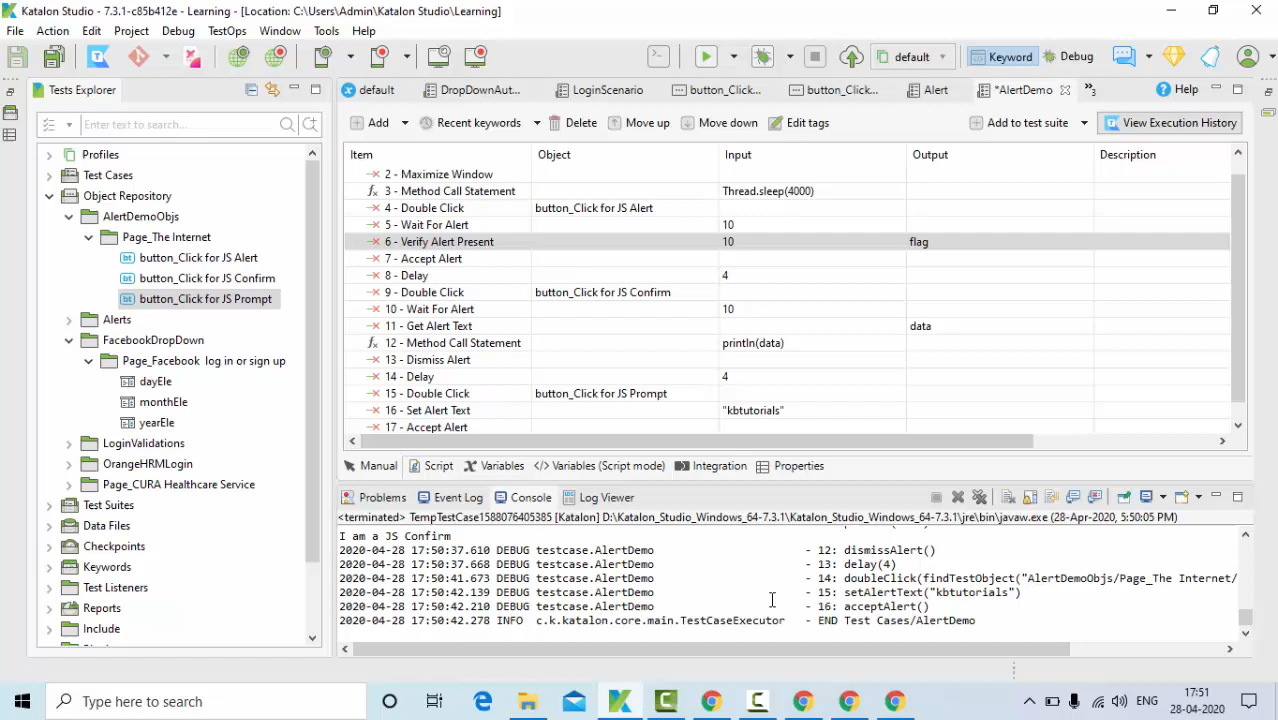 Katalon Studio - 7.3.1-c85b412e - Learning - [Location: C:\Users\Admin\Katalon Studio\Learning]
File Action Edit Project Debug TestOps Window Tools Help
default Keyword Debug
Tests Explorer
default DropDownAut... LoginScenario button_Click... button_Click... Alert *AlertDemo Help
Enter text to search...
Add Recent keywords Delete Move up Move down Edit tags Add to test suite View Execution History
Item Object Input Output Description
2 - Maximize Window
3 - Method Call Statement Thread.sleep(4000)
4 - Double Click button_Click for JS Alert
5 - Wait For Alert 10
6 - Verify Alert Present 10 flag
7 - Accept Alert
8 - Delay 4
9 - Double Click button_Click for JS Confirm
10 - Wait For Alert 10
11 - Get Alert Text data
12 - Method Call Statement println(data)
13 - Dismiss Alert
14 - Delay 4
15 - Double Click button_Click for JS Prompt
16 - Set Alert Text "kbtutorials"
17 - Accept Alert
Profiles
Test Cases
Object Repository
AlertDemoObjs
Page_The Internet
button_Click for JS Alert
button_Click for JS Confirm
button_Click for JS Prompt
Alerts
FacebookDropDown
Page_Facebook log in or sign up
dayEle
monthEle
yearEle
LoginValidations
OrangeHRMLogin
Page_CURA Healthcare Service
Test Suites
Data Files
Checkpoints
Keywords
Test Listeners
Reports
Include
Manual Script Variables Variables (Script mode) Integration Properties
Problems Event Log Console Log Viewer
<terminated> TempTestCase1588076405385 [Katalon] D:\Katalon_Studio_Windows_64-7.3.1\Katalon_Studio_Windows_64-7.3.1\jre\bin\javaw.exe (28-Apr-2020, 5:50:05 PM)
I am a JS Confirm
2020-04-28 17:50:37.610 DEBUG testcase.AlertDemo - 12: dismissAlert()
2020-04-28 17:50:37.668 DEBUG testcase.AlertDemo - 13: delay(4)
2020-04-28 17:50:41.673 DEBUG testcase.AlertDemo - 14: doubleClick(findTestObject("AlertDemoObjs/Page_The Internet/
2020-04-28 17:50:42.139 DEBUG testcase.AlertDemo - 15: setAlertText("kbtutorials")
2020-04-28 17:50:42.210 DEBUG testcase.AlertDemo - 16: acceptAlert()
2020-04-28 17:50:42.278 INFO c.k.katalon.core.main.TestCaseExecutor - END Test Cases/AlertDemo
Type here to search
ENG
17:51
28-04-2020